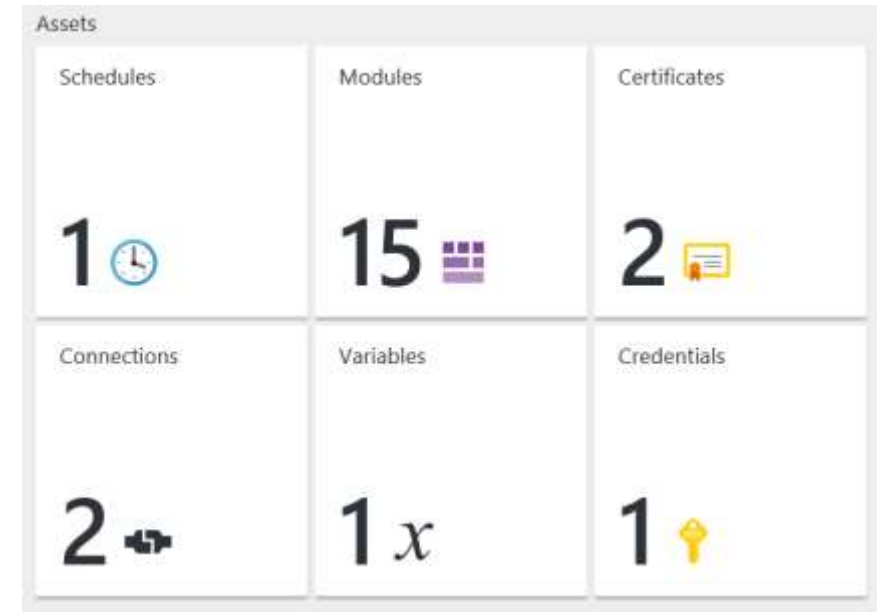 Assets
Schedules
Modules
Certificates
1
15
2
Connections
Variables
Credentials
2
1 x
1